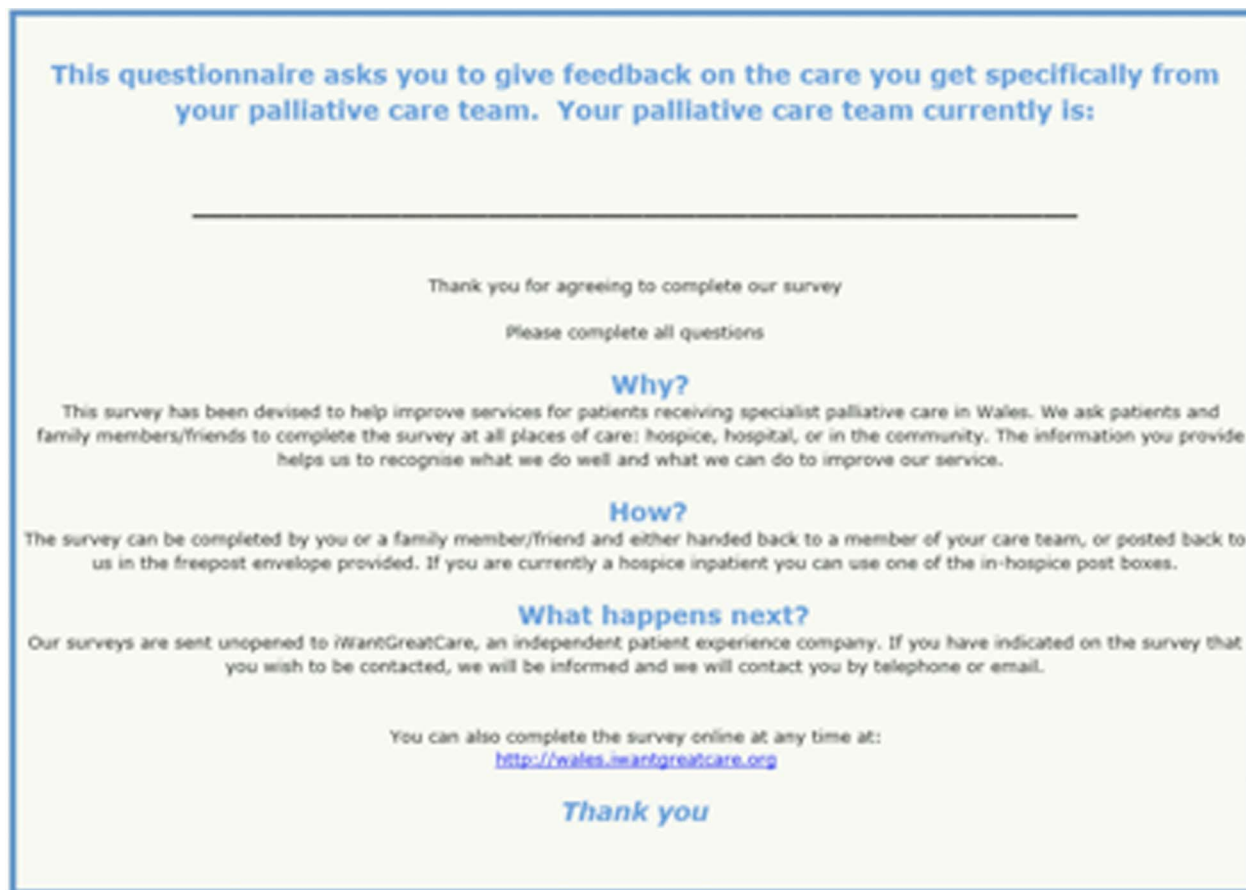 This questionnaire asks you to give feedback on the care you get specifically from
your palliative care team.  Your palliative care team currently is:
Thank you for agreeing to complete our survey
Please complete all questions
Why?
This survey has been devised to help improve services for patients receiving specialist palliative care in Wales. We ask patients and
family members/friends to complete the survey at all places of care: hospice, hospital, or in the community. The information you provide
helps us to recognise what we do well and what we can do to improve our service.
How?
The survey can be completed by you or a family member/friend and either handed back to a member of your care team, or posted back to
us in the freepost envelope provided. If you are currently a hospice inpatient you can use one of the in-hospice post boxes.
What happens next?
Our surveys are sent unopened to iWantGreatCare, an independent patient experience company. If you have indicated on the survey that
you wish to be contacted, we will be informed and we will contact you by telephone or email.
You can also complete the survey online at any time at:
http://wales.iwantgreatcare.org
Thank you